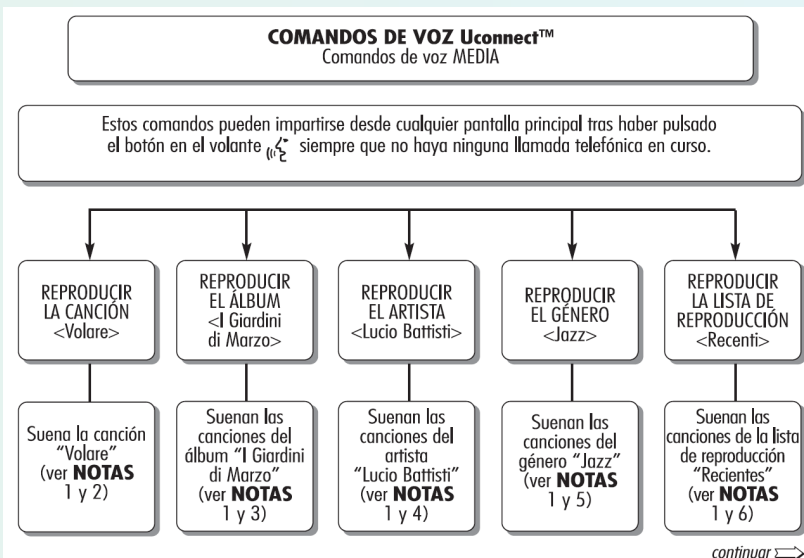 COMANDOS DE VOZ Uconnect™
Comandos de voz MEDIA
Estos comandos pueden impartirse desde cualquier pantalla principal tras haber pulsado
el botón en el volante siempre que no haya ninguna llamada telefónica en curso.
REPRODUCIR
LA CANCIÓN
<Volare>
REPRODUCIR
EL ÁLBUM
<I Giardini
di Marzo>
REPRODUCIR
EL ARTISTA
<Lucio Battisti>
REPRODUCIR
EL GÉNERO
<Jazz>
REPRODUCIR
LA LISTA DE
REPRODUCCIÓN
<Recenti>
Suena la canción
“Volare”
(ver NOTAS
1 y 2)
Suenan las
canciones del
álbum “I Giardini
di Marzo”
(ver NOTAS
1 y 3)
Suenan las
canciones del
artista
“Lucio Battisti”
(ver NOTAS
1 y 4)
Suenan las
canciones del
género “Jazz”
(ver NOTAS
1 y 5)
Suenan las
canciones de la lista
de reproducción
“Recientes”
(ver NOTAS
1 y 6)
continuar